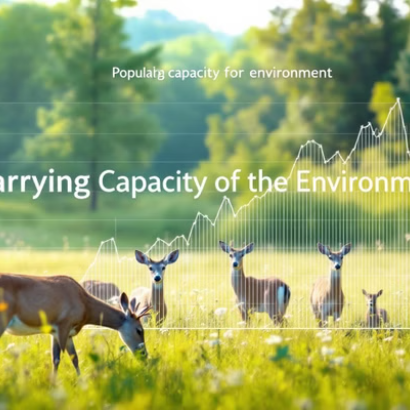 Populalg capacity for environment
arrying Capacity of the Environm